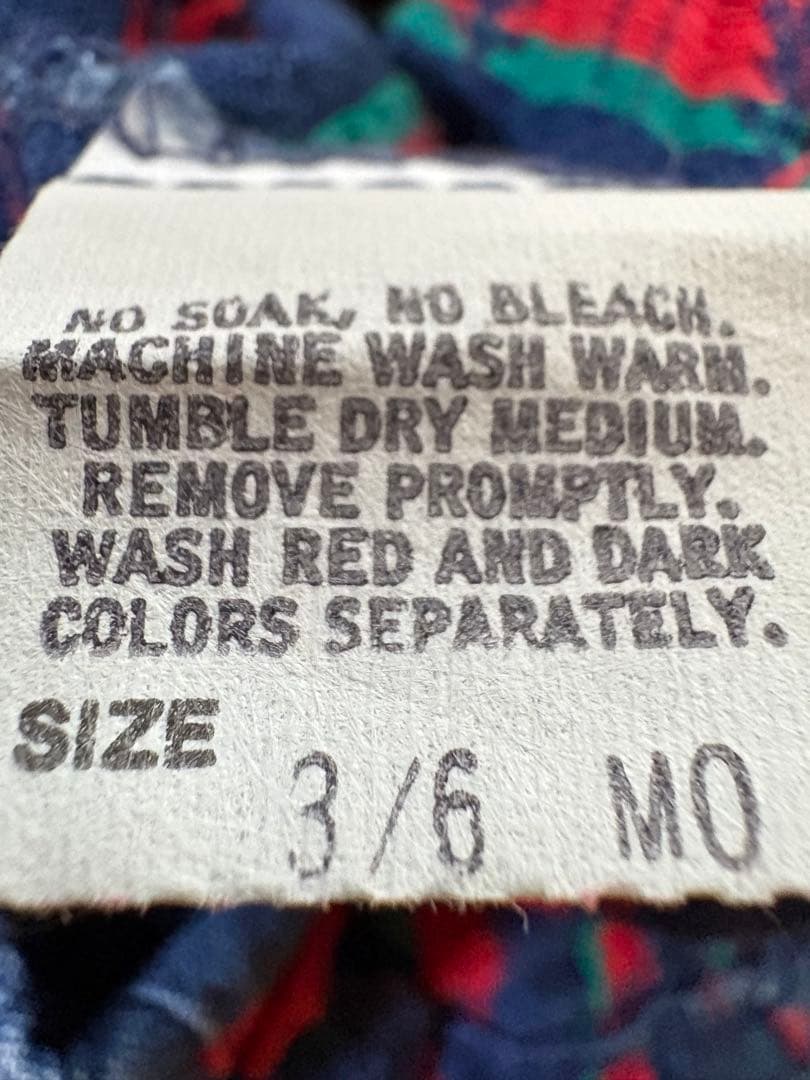 NO SOAK, NO BLEACH.
MACHINE WASH WARM.
TUMBLE DRY MEDIUM.
REMOVE PROMPTLY.
WASH RED AND DARK
COLORS SEPARATELY.
SIZE
3/6 MO